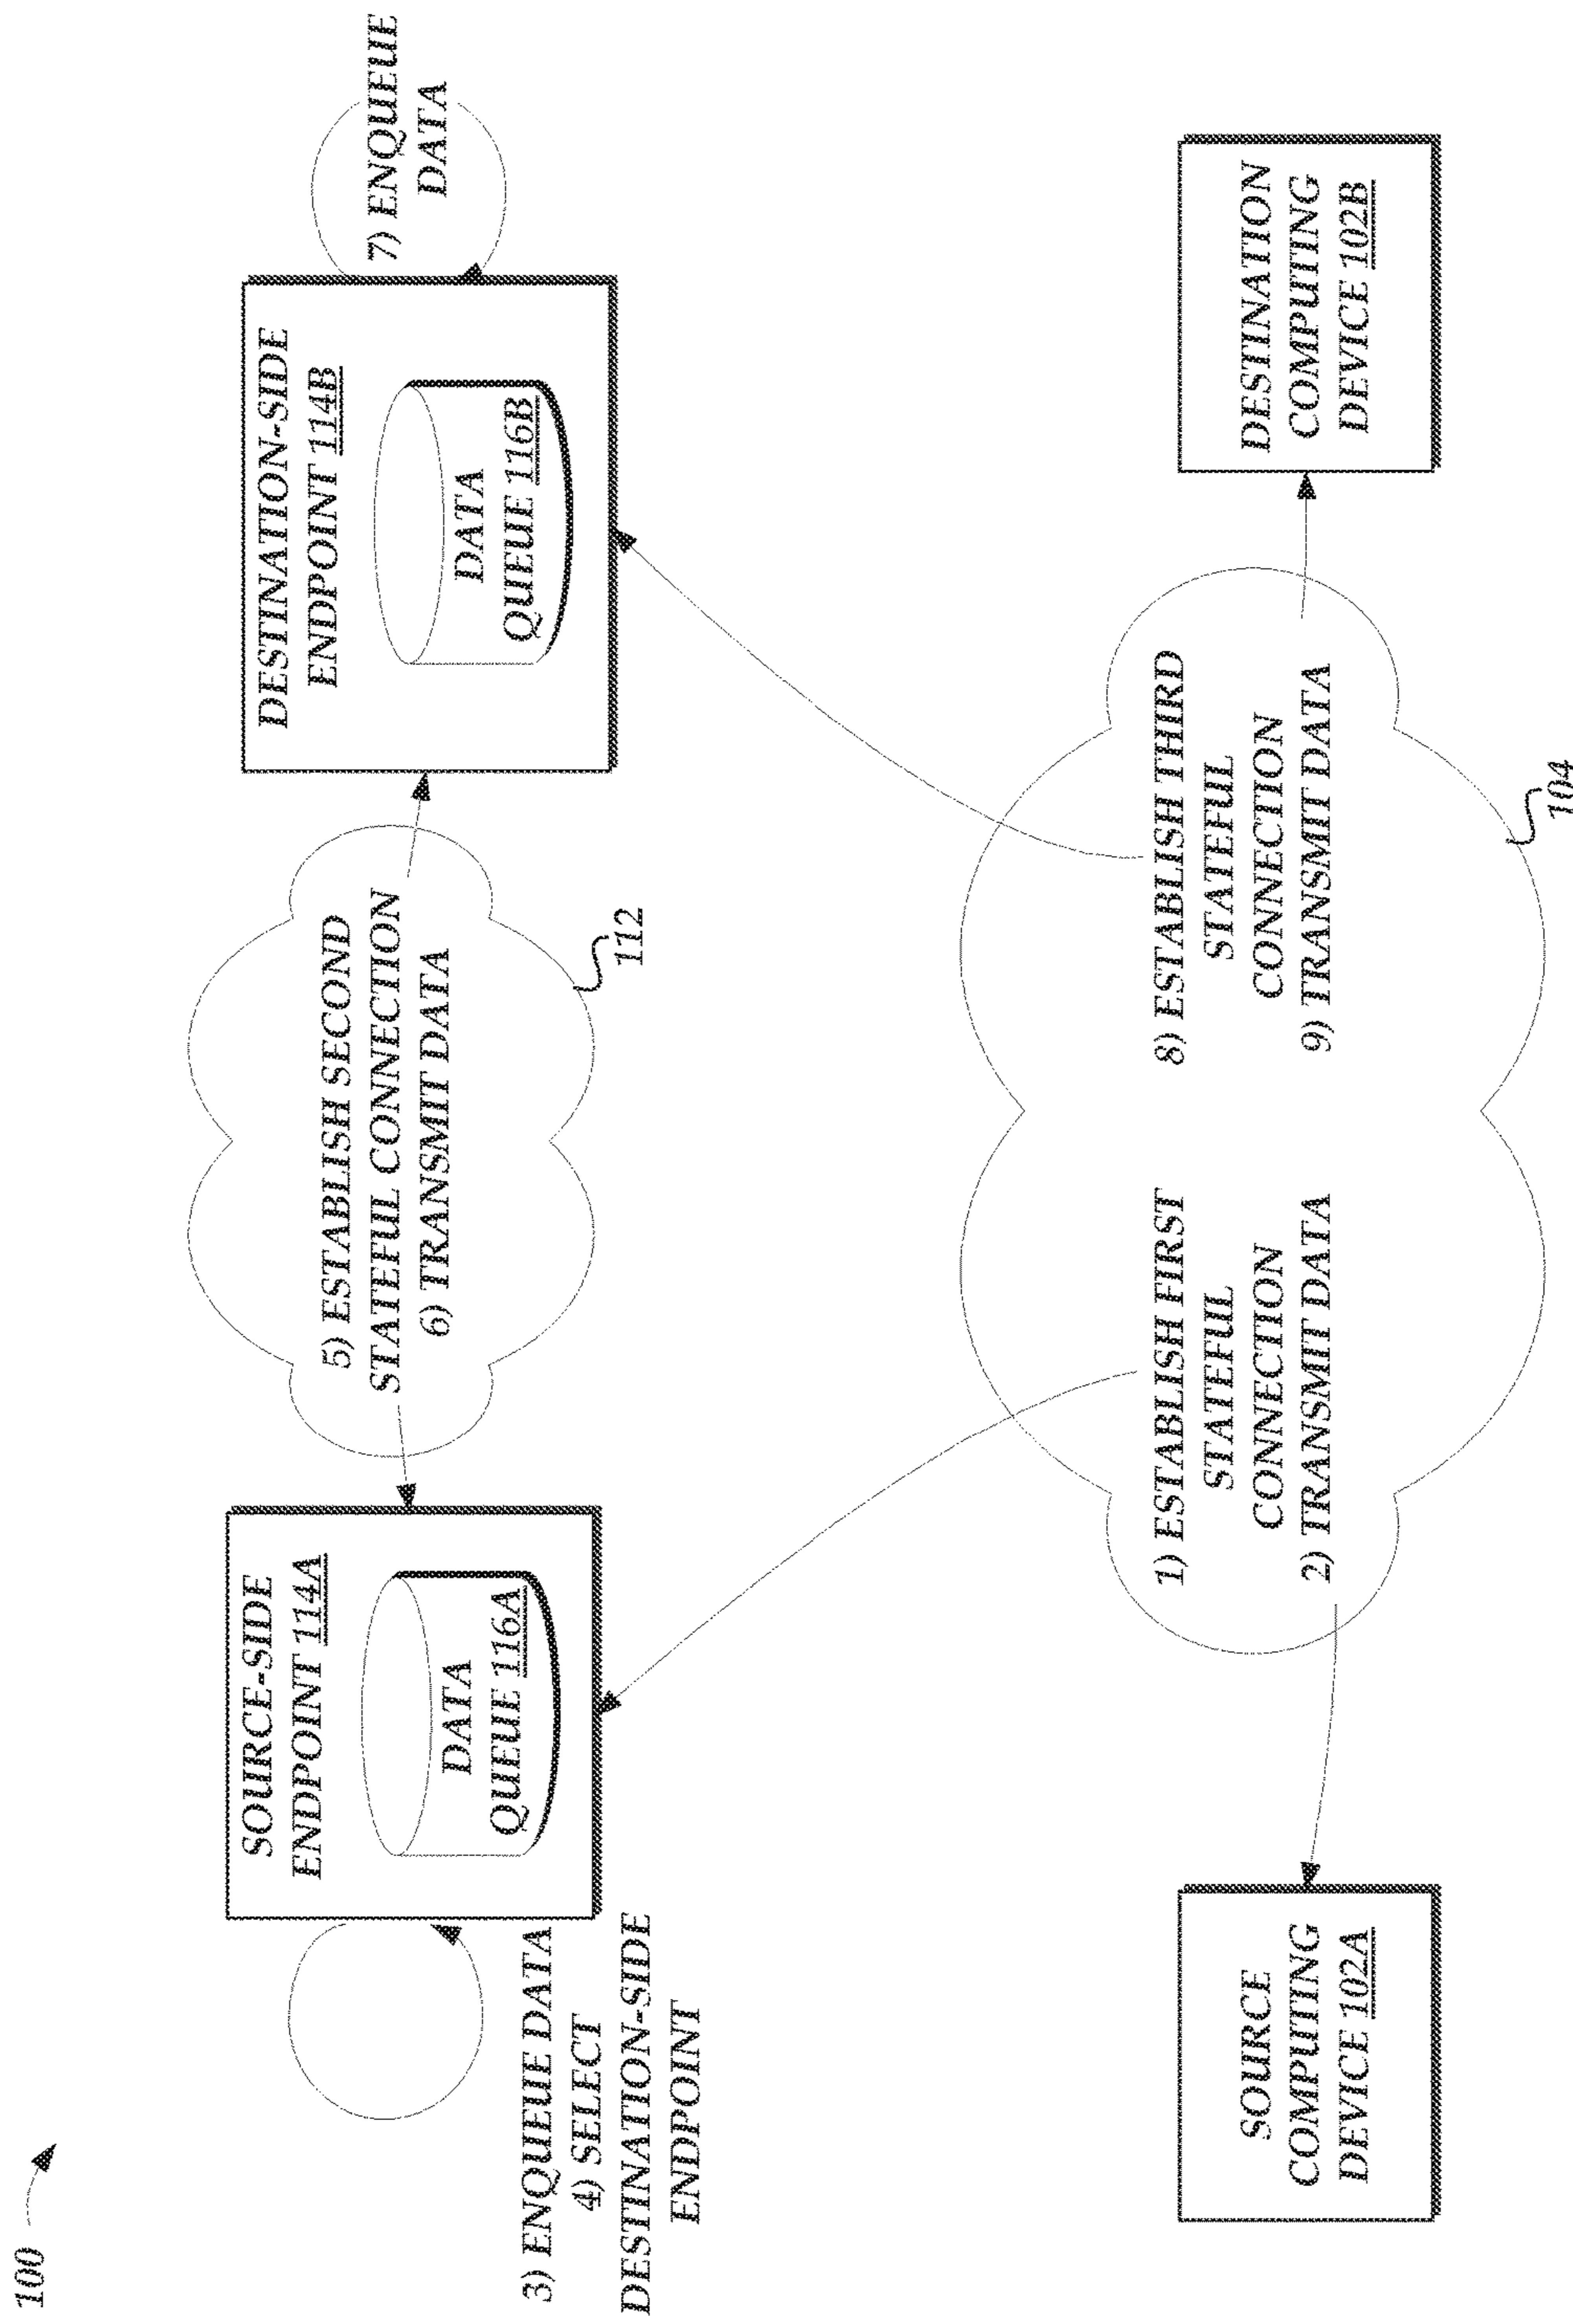 100
3) ENQUEUE DATA
4) SELECT
DESTINATION-SIDE
ENDPOINT
SOURCE-SIDE
ENDPOINT 114A
DATA
QUEUE 116A
5) ESTABLISH SECOND
STATEFUL CONNECTION
6) TRANSMIT DATA
112
DESTINATION-SIDE
ENDPOINT 114B
DATA
QUEUE 116B
7) ENQUEUE
DATA
SOURCE
COMPUTING
DEVICE 102A
1) ESTABLISH FIRST
STATEFUL
CONNECTION
2) TRANSMIT DATA
8) ESTABLISH THIRD
STATEFUL
CONNECTION
9) TRANSMIT DATA
104
DESTINATION
COMPUTING
DEVICE 102B